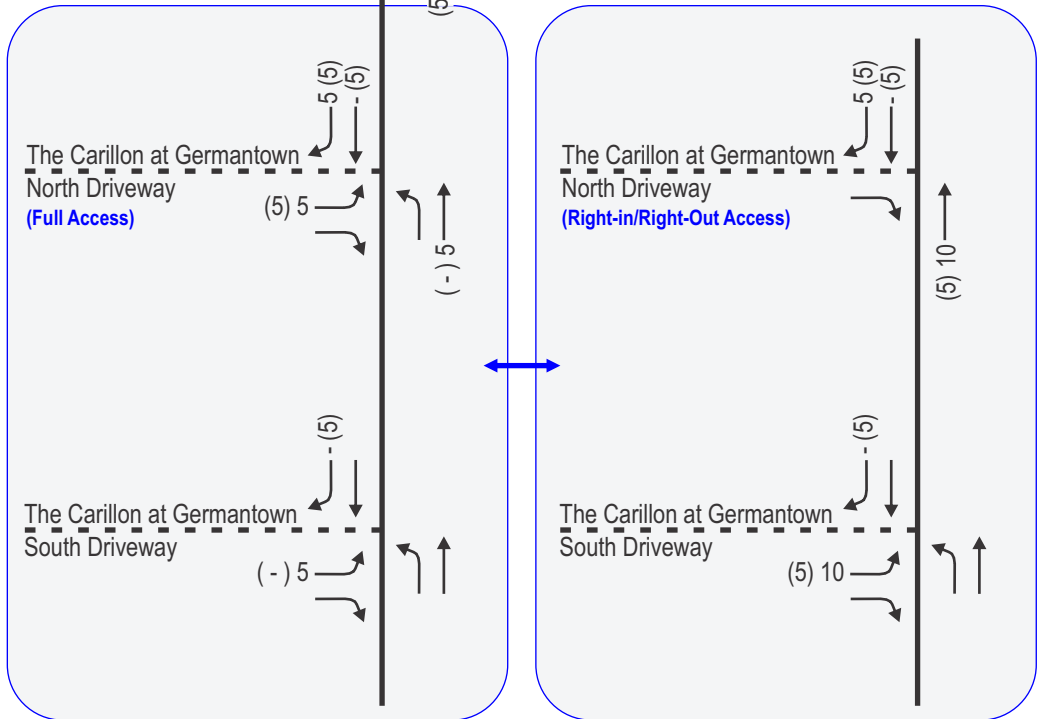 (5)
5 (5)
- (5)
The Carillon at Germantown
North Driveway
(Full Access)
(5) 5
( - ) 5
- (5)
The Carillon at Germantown
South Driveway
( - ) 5
5 (5)
- (5)
The Carillon at Germantown
North Driveway
(Right-in/Right-Out Access)
(5) 10
- (5)
The Carillon at Germantown
South Driveway
(5) 10